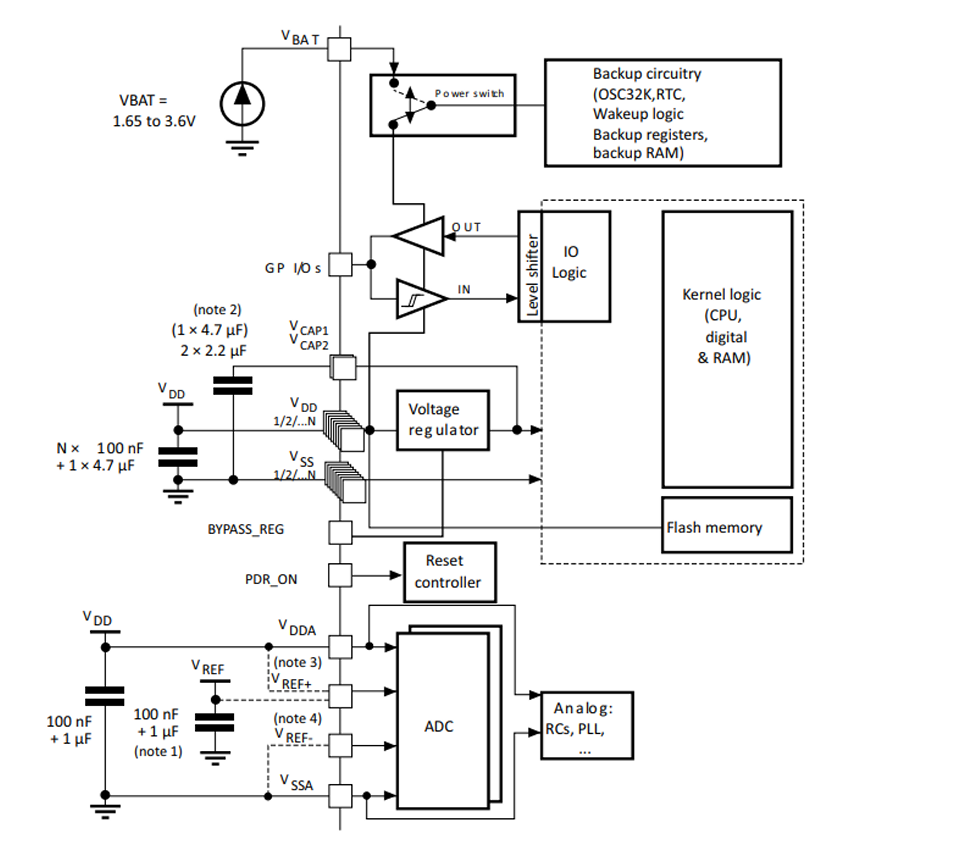 VBAT
VBAT =
1.65 to 3.6V
Power switch
Backup circuitry
(OSC32K,RTC,
Wakeup logic
Backup registers,
backup RAM)
OUT
GP I/Os
IN
Level shifter
IO
Logic
Kernel logic
(CPU,
digital
& RAM)
(note 2)
(1 × 4.7 µF)
2 × 2.2 µF
VCAP1
VCAP2
VDD
VDD
1/2/...N
Voltage
regulator
N × 100 nF
+ 1 × 4.7 µF
VSS
1/2/...N
BYPASS_REG
Flash memory
PDR_ON
Reset
controller
VDD
VDDA
VREF
(note 3)
VREF+
100 nF
+ 1 µF
100 nF
+ 1 µF
(note 1)
(note 4)
VREF-
ADC
Analog:
RCs, PLL,
...
VSSA